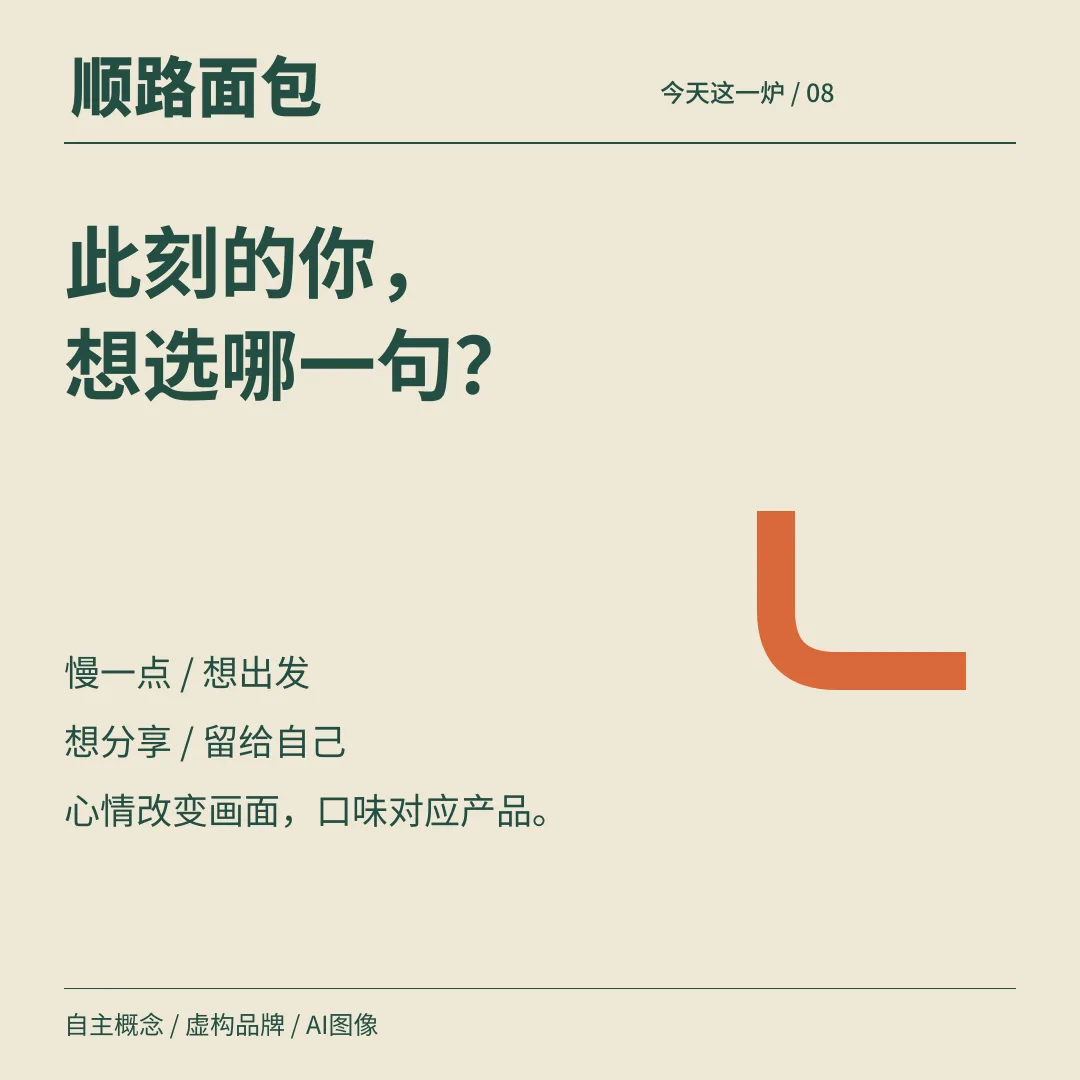 顺路面包
今天这一炉 / 08
此刻的你，
想选哪一句？
慢一点 / 想出发
想分享 / 留给自己
心情改变画面，口味对应产品。
自主概念 / 虚构品牌 / AI图像